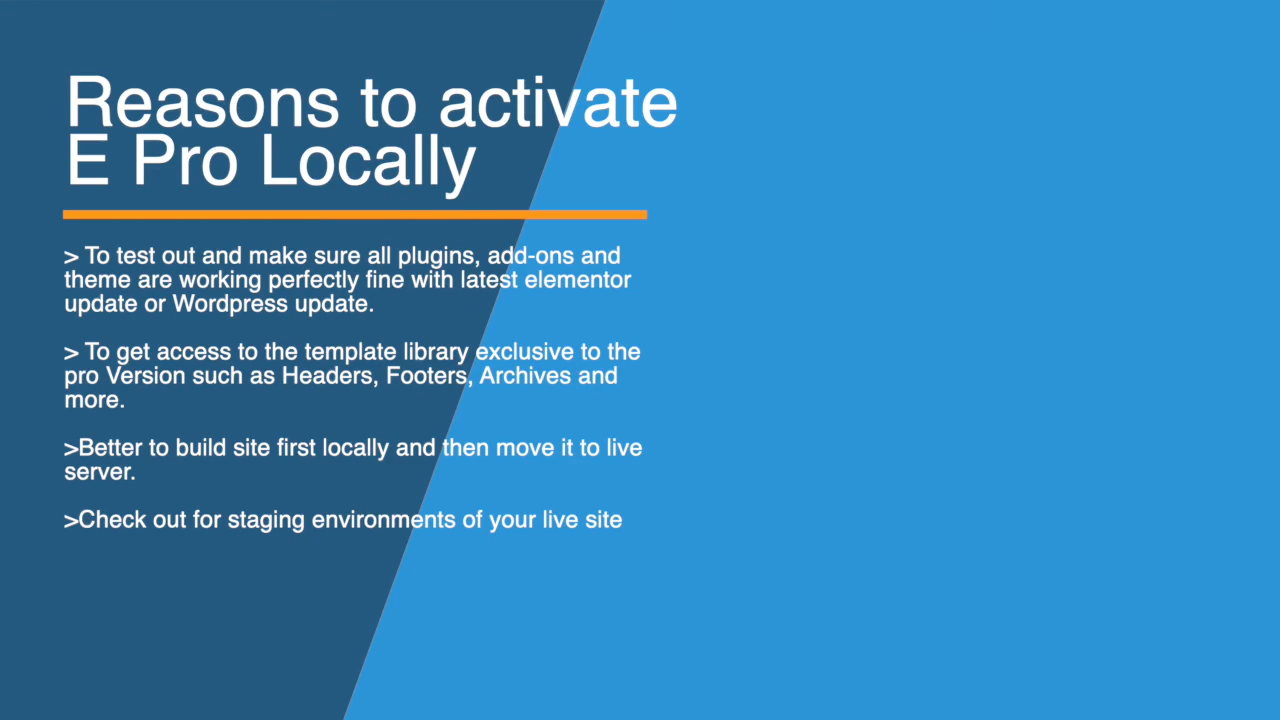 Reasons to activate
E Pro Locally
> To test out and make sure all plugins, add-ons and
theme are working perfectly fine with latest elementor
update or Wordpress update.
> To get access to the template library exclusive to the
pro Version such as Headers, Footers, Archives and
more.
>Better to build site first locally and then move it to live
server.
>Check out for staging environments of your live site